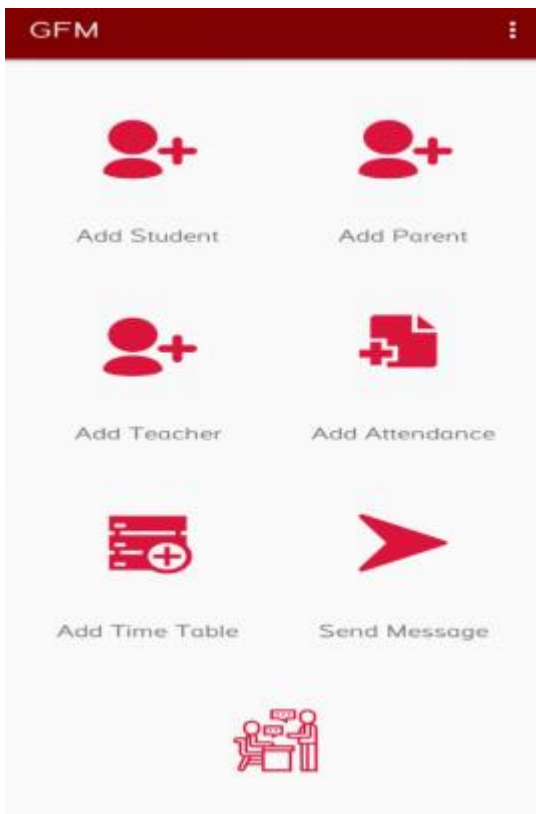 GFM
Add Student
Add Parent
Add Teacher
Add Attendance
Add Time Table
Send Message